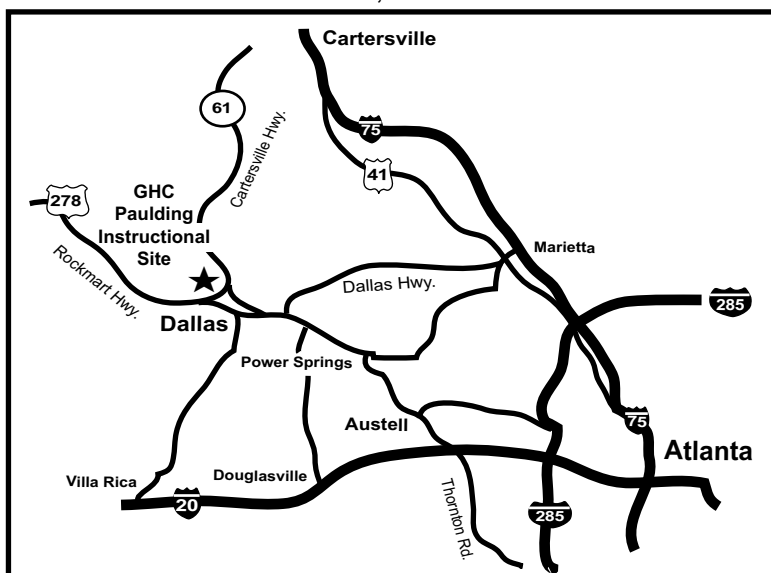 Cartersville
61
Cartersville Hwy.
75
41
278
GHC
Paulding
Instructional
Site
Rockmart Hwy.
Marietta
Dallas Hwy.
285
Dallas
Power Springs
Austell
75
Atlanta
Villa Rica
Douglasville
20
Thornton Rd.
285